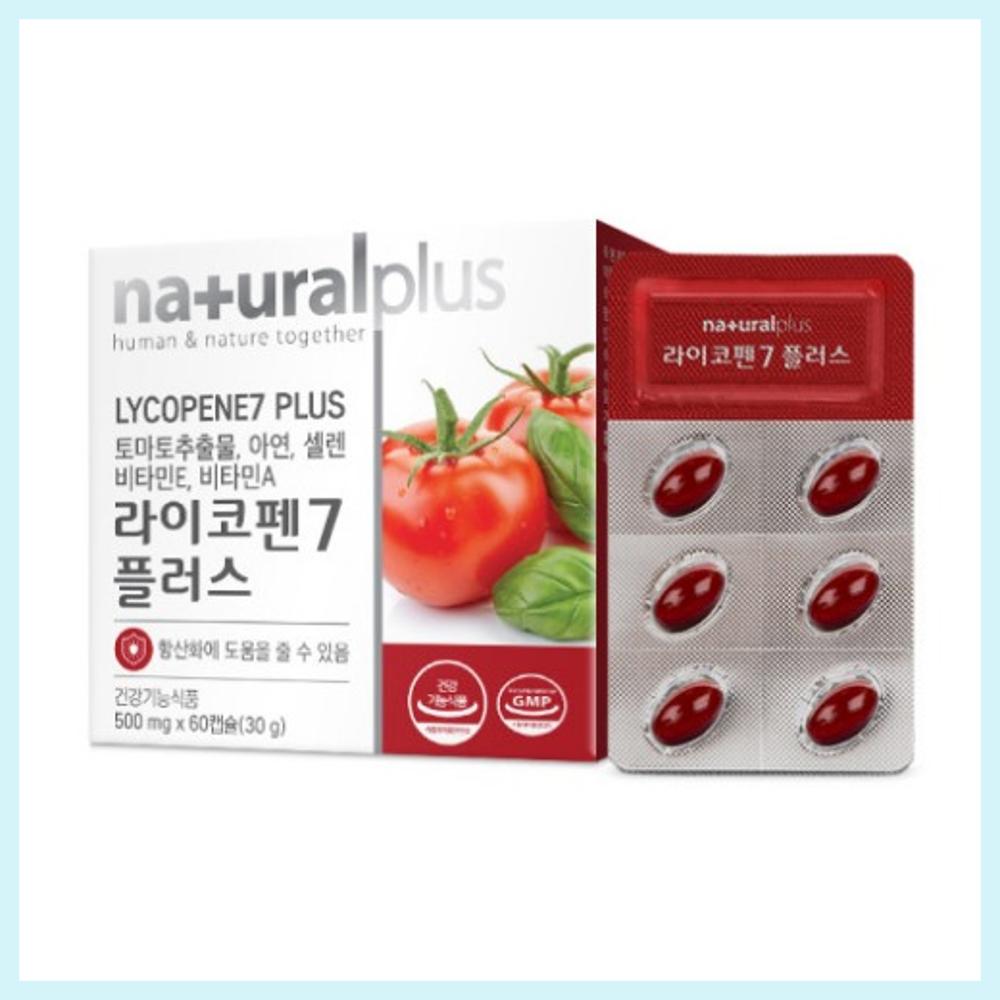 na+uralplus
human & nature together
LYCOPENE7 PLUS
토마토추출물, 아연, 셀렌
비타민E, 비타민A
라이코펜7
플러스
항산화에 도움을 줄 수 있음
건강기능식품
500 mg x 60캡슐(30 g)
건강
기능식품
GMP
na+uralplus
라이코펜7 플러스